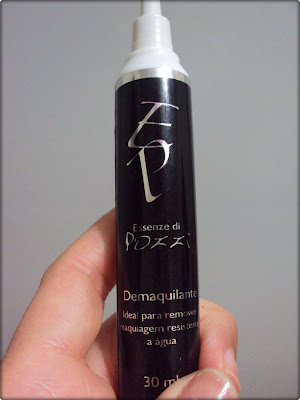 EP
Essenze di
POZZI
Demaquilante
Ideal para remover
maquiagem resistente
a água
30 ml